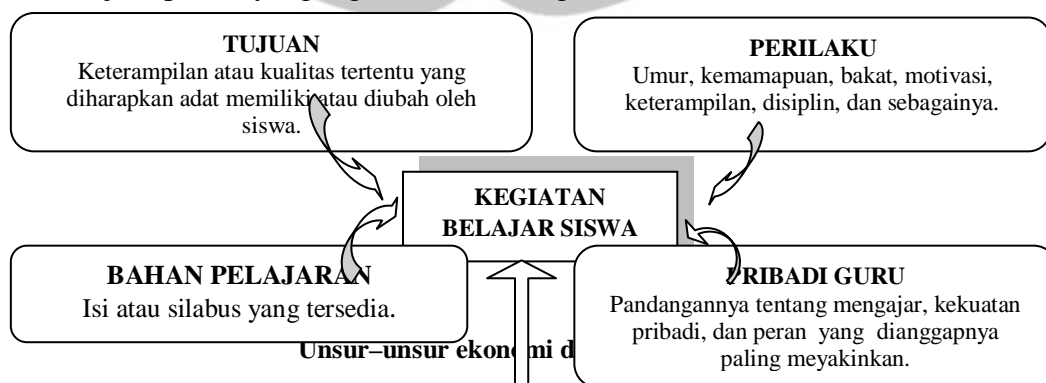 TUJUAN
Keterampilan atau kualitas tertentu yang
diharapkan adat memiliki atau diubah oleh
siswa.
PERILAKU
Umur, kemamapuan, bakat, motivasi,
keterampilan, disiplin, dan sebagainya.
KEGIATAN
BELAJAR SISWA
BAHAN PELAJARAN
Isi atau silabus yang tersedia.
PRIBADI GURU
Pandangannya tentang mengajar, kekuatan
pribadi, dan peran yang dianggapnya
paling meyakinkan.
Unsur–unsur ekonomi